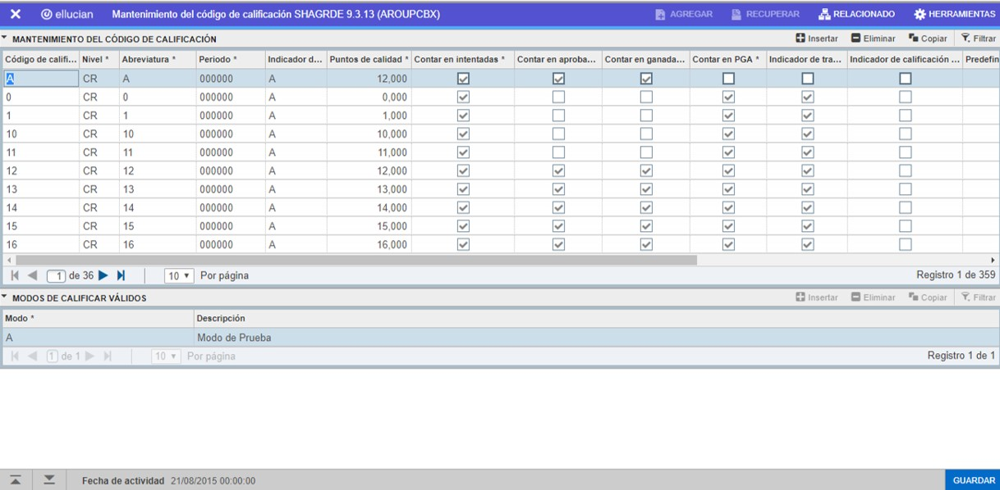 ellucian Mantenimiento del código de calificación SHAGRDE 9.3.13 (AROUPCBX) AGREGAR RECUPERAR RELACIONADO HERRAMIENTAS
MANTENIMIENTO DEL CÓDIGO DE CALIFICACIÓN Insertar Eliminar Copiar Filtrar
Código de califi... Nivel * Abreviatura * Periodo * Indicador d... Puntos de calidad * Contar en intentadas * Contar en aproba... Contar en ganada... Contar en PGA * Indicador de tra... Indicador de calificación ... Predefin
A CR A 000000 A 12,000
0 CR 0 000000 A 0,000
1 CR 1 000000 A 1,000
10 CR 10 000000 A 10,000
11 CR 11 000000 A 11,000
12 CR 12 000000 A 12,000
13 CR 13 000000 A 13,000
14 CR 14 000000 A 14,000
15 CR 15 000000 A 15,000
16 CR 16 000000 A 16,000
1 de 36 10 Por página Registro 1 de 359
MODOS DE CALIFICAR VÁLIDOS Insertar Eliminar Copiar Filtrar
Modo * Descripción
A Modo de Prueba
1 de 1 10 Por página Registro 1 de 1
Fecha de actividad 21/08/2015 00:00:00 GUARDAR